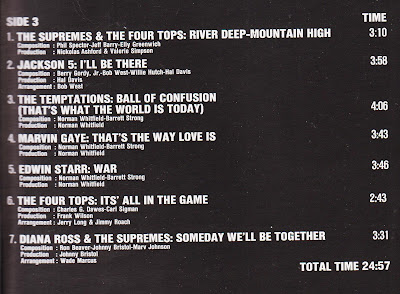 SIDE 3 TIME
1. THE SUPREMES & THE FOUR TOPS: RIVER DEEP-MOUNTAIN HIGH 3:10
Composition : Phil Spector-Jeff Barry-Elly Greenwich
Production : Nickolas Ashford & Valerie Simpson
2. JACKSON 5: I'LL BE THERE 3:58
Composition : Berry Gordy, Jr.-Bob West-Willie Hutch-Hal Davis
Production : Hal Davis
Arrangement : Bob West
3. THE TEMPTATIONS: BALL OF CONFUSION
(THAT'S WHAT THE WORLD IS TODAY) 4:06
Composition : Norman Whitfield-Barrett Strong
Production : Norman Whitfield
4. MARVIN GAYE: THAT'S THE WAY LOVE IS 3:43
Composition : Norman Whitfield-Barrett Strong
Production : Norman Whitfield
5. EDWIN STARR: WAR 3:46
Composition : Norman Whitfield-Barrett Strong
Production : Norman Whitfield
6. THE FOUR TOPS: ITS' ALL IN THE GAME 2:43
Composition : Charles G. Dawes-Carl Sigman
Production : Frank Wilson
Arrangement : Jerry Long & Jimmy Roach
7. DIANA ROSS & THE SUPREMES: SOMEDAY WE'LL BE TOGETHER 3:31
Composition : Ron Beaver-Johnny Bristol-Marv Johnson
Production : Johnny Bristol
Arrangement : Wade Marcus
TOTAL TIME 24:57